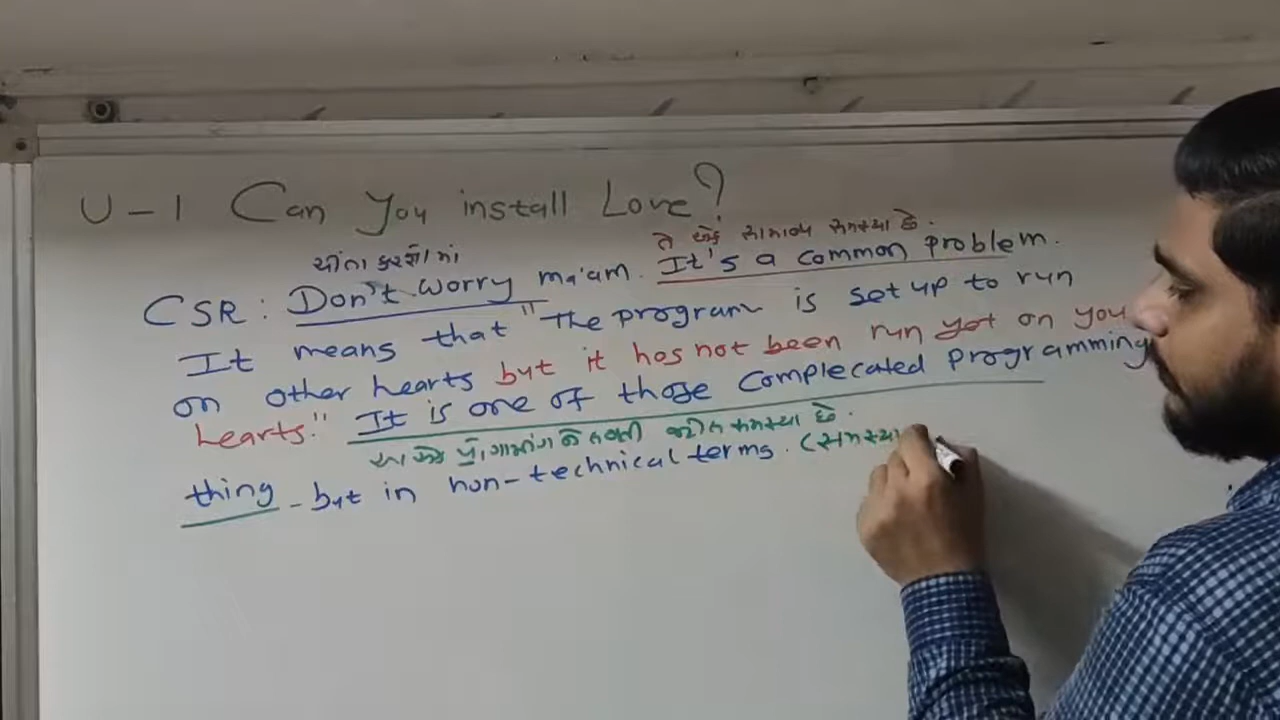 U - 1 Can You install Love?
તે એક સામાન્ય સમસ્યા છે.
ચીંતા કરશો માં
CSR : Don't worry ma'am. It's a common problem.
It means that "The program is set up to run
on other hearts but it has not been run yet on you
hearts." It is one of those Complecated programming
આ એક પ્રોગ્રામીંગ ને લગતી જટીલ સમસ્યા છે.
thing - but in non-technical terms. (સમસ્યા